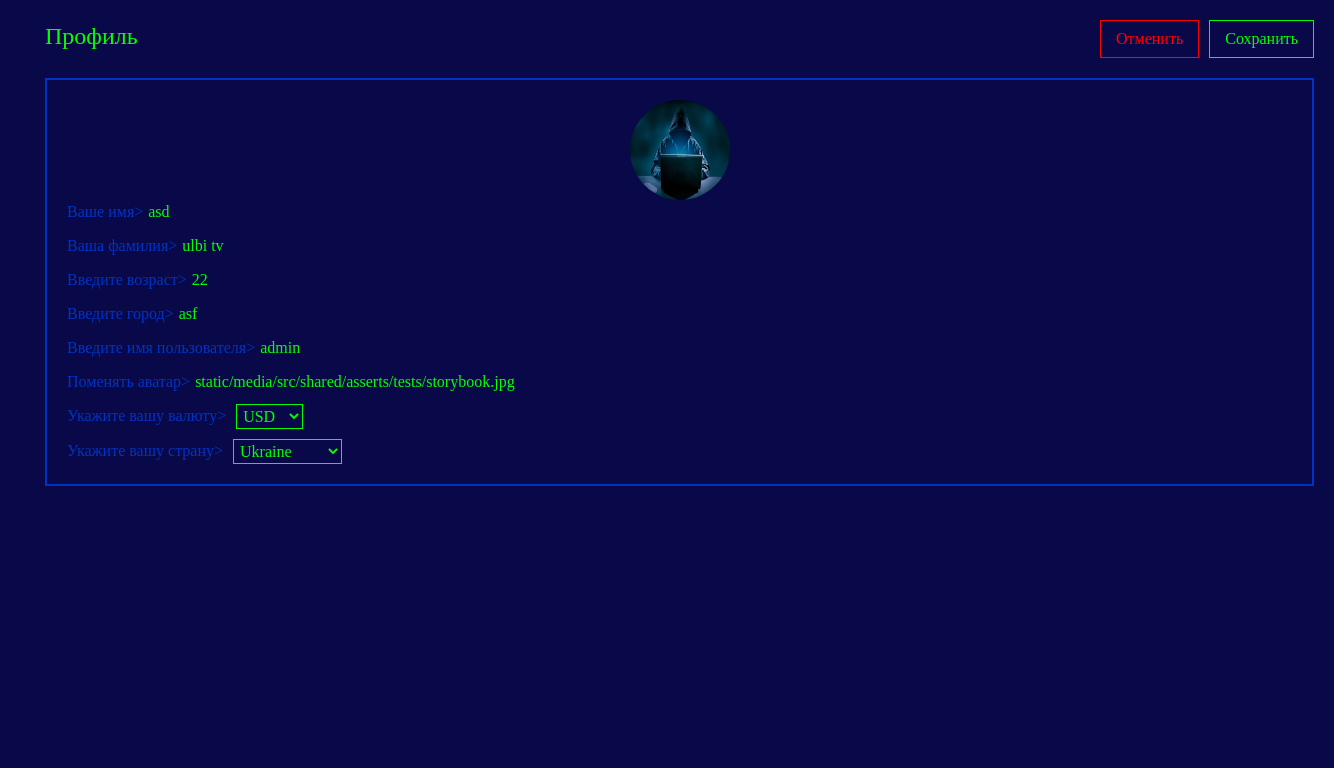 Профиль
Отменить
Сохранить
Ваше имя> asd
Ваша фамилия> ulbi tv
Введите возраст> 22
Введите город> asf
Введите имя пользователя> admin
Поменять аватар> static/media/src/shared/asserts/tests/storybook.jpg
Укажите вашу валюту> USD
Укажите вашу страну> Ukraine